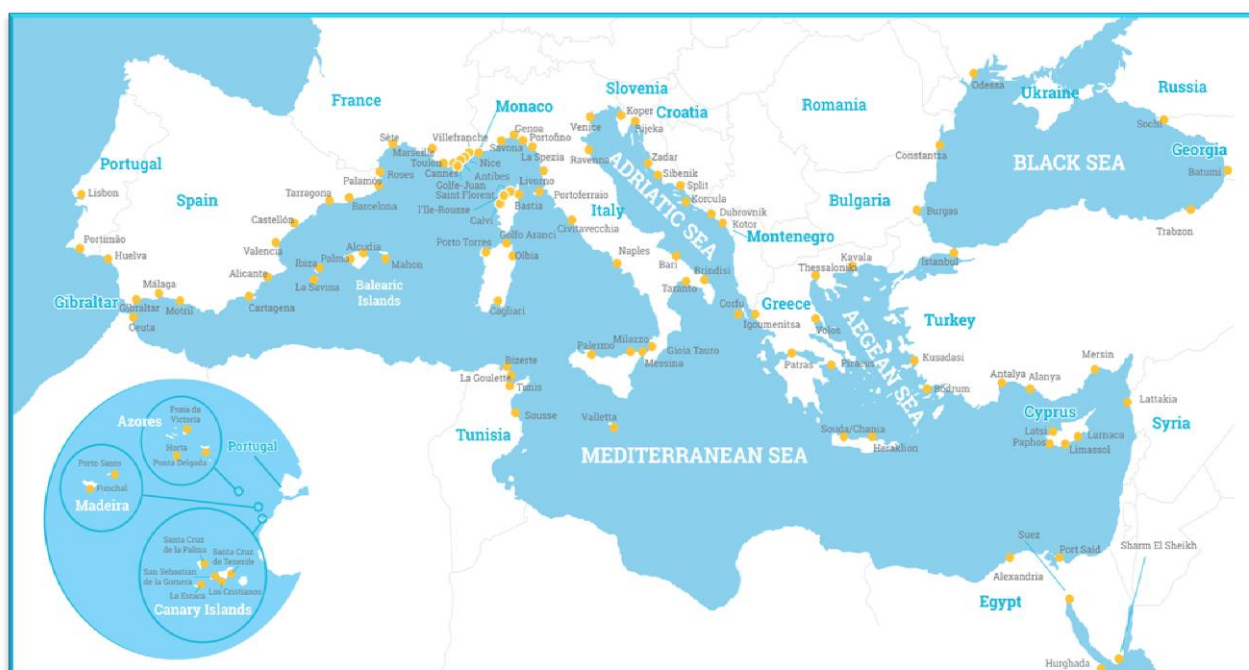 Slovenia
France
Monaco
Koper
Croatia
Rijeka
Romania
Ukraine
Odessa
Russia
Sochi
Georgia
Batumi
BLACK SEA
Constantza
Bulgaria
Burgas
Trabzon
Istanbul
Portugal
Spain
Lisbon
Portimão
Huelva
Gibraltar
Gibraltar
Ceuta
Málaga
Motril
Cartagena
Alicante
Valencia
Castellón
Tarragona
Barcelona
Palamós
Roses
Sète
Marseille
Toulon
Cannes
Villefranche
Nice
Golfe-Juan
Antibes
Saint Florent
l'Ile-Rousse
Calvi
Bastia
Savona
Genoa
Portofino
La Spezia
Livorno
Portoferraio
Italy
Civitavecchia
Golfo Aranci
Porto Torres
Olbia
Cagliari
Ibiza
Palma
Alcudia
Mahon
La Savina
Balearic
Islands
Venice
Ravenna
ADRIATIC SEA
Zadar
Sibenik
Split
Korcula
Dubrovnik
Kotor
Montenegro
Naples
Bari
Brindisi
Taranto
Corfu
Igoumenitsa
Greece
Thessaloniki
Kavala
Volos
AEGEAN SEA
Patras
Piraeus
Turkey
Kusadasi
Bodrum
Antalya
Alanya
Mersin
Lattakia
Syria
Cyprus
Latsi
Paphos
Larnaca
Limassol
Palermo
Milazzo
Messina
Gioia Tauro
Bizerte
La Goulette
Tunis
Sousse
Tunisia
Valletta
Souda/Chania
Heraklion
MEDITERRANEAN SEA
Suez
Port Said
Sharm El Sheikh
Alexandria
Egypt
Hurghada
Azores
Praia da
Victoria
Horta
Ponta Delgada
Portugal
Porto Santo
Funchal
Madeira
Santa Cruz
de la Palma
Santa Cruz
de Tenerife
San Sebastian
de la Gomera
La Estaca
Los Cristianos
Canary Islands